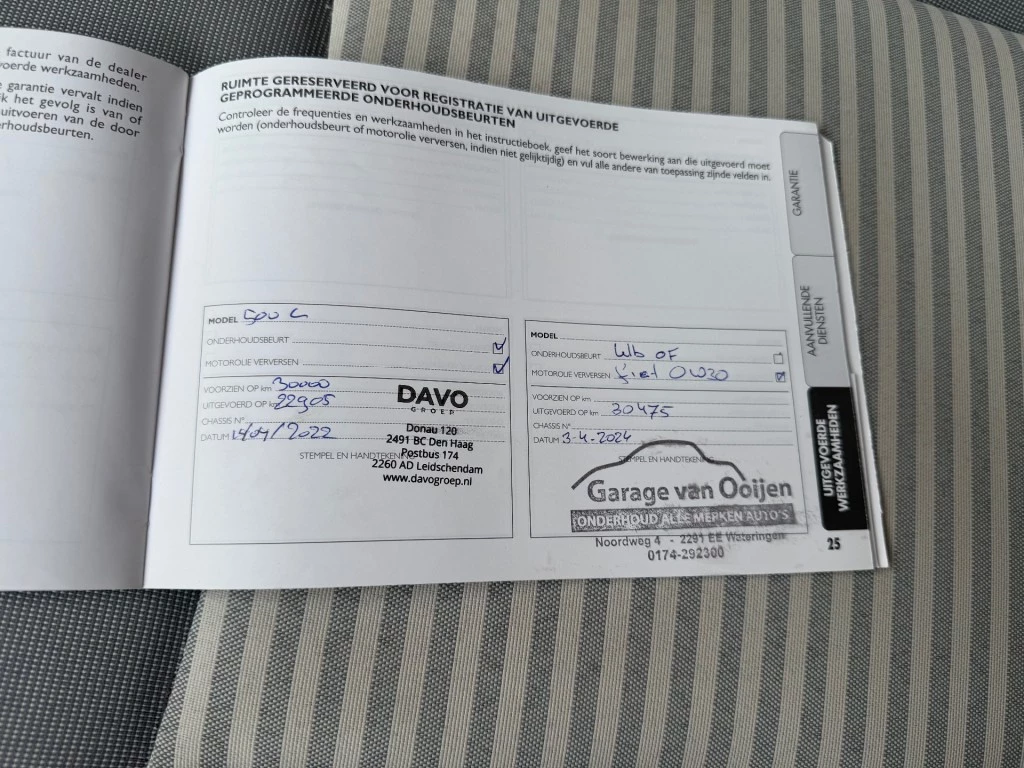 factuur van de dealer
voerde werkzaamheden.
garantie vervalt indien
k het gevolg is van of
uitvoeren van de door
rhoudsbeurten.
RUIMTE GERESERVEERD VOOR REGISTRATIE VAN UITGEVOERDE
GEPROGRAMMEERDE ONDERHOUDSBEURTEN
Controleer de frequenties en werkzaamheden in het instructieboek, geef het soort bewerking aan die uitgevoerd moet
worden (onderhoudsbeurt of motorolie verversen, indien niet gelijktijdig) en vul alle andere van toepassing zijnde velden in.
MODEL 500 C
ONDERHOUDSBEURT
MOTOROLIE VERVERSEN
VOORZIEN OP km 30000
UITGEVOERD OP km 22905
CHASSIS N°
DATUM 14/04/2022
STEMPEL EN HANDTEKENING
DAVO
GROEP
Donau 120
2491 BC Den Haag
Postbus 174
2260 AD Leidschendam
www.davogroep.nl
MODEL
ONDERHOUDSBEURT Wb OF
MOTOROLIE VERVERSEN 0W30
VOORZIEN OP km
UITGEVOERD OP km 30475
CHASSIS N°
DATUM 3-4-2024
STEMPEL EN HANDTEKENING
Garage van Ooijen
ONDERHOUD ALLE MERKEN AUTO'S
Noordweg 4 - 2291 EE Wateringen
0174-292300
GARANTIE
AANVULLENDE
DIENSTEN
UITGEVOERDE
WERKZAAMHEDEN
25